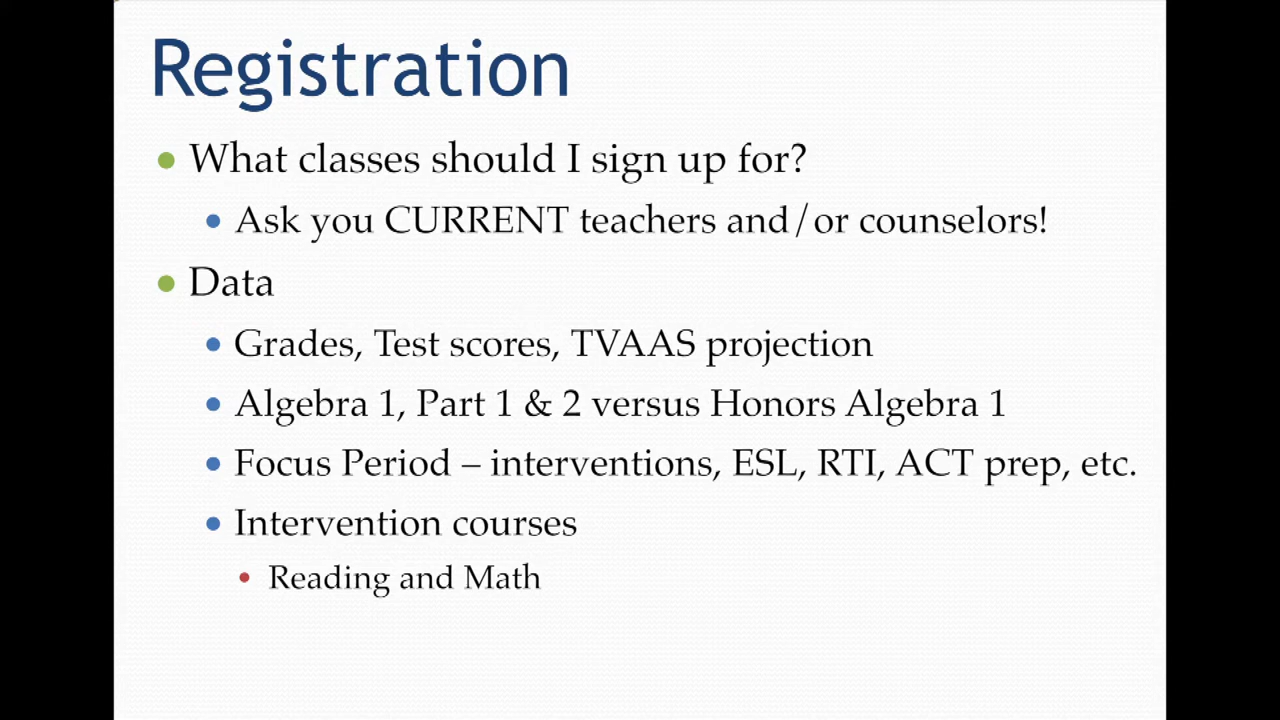 Registration
• What classes should I sign up for?
• Ask you CURRENT teachers and/or counselors!
• Data
• Grades, Test scores, TVAAS projection
• Algebra 1, Part 1 & 2 versus Honors Algebra 1
• Focus Period – interventions, ESL, RTI, ACT prep, etc.
• Intervention courses
• Reading and Math